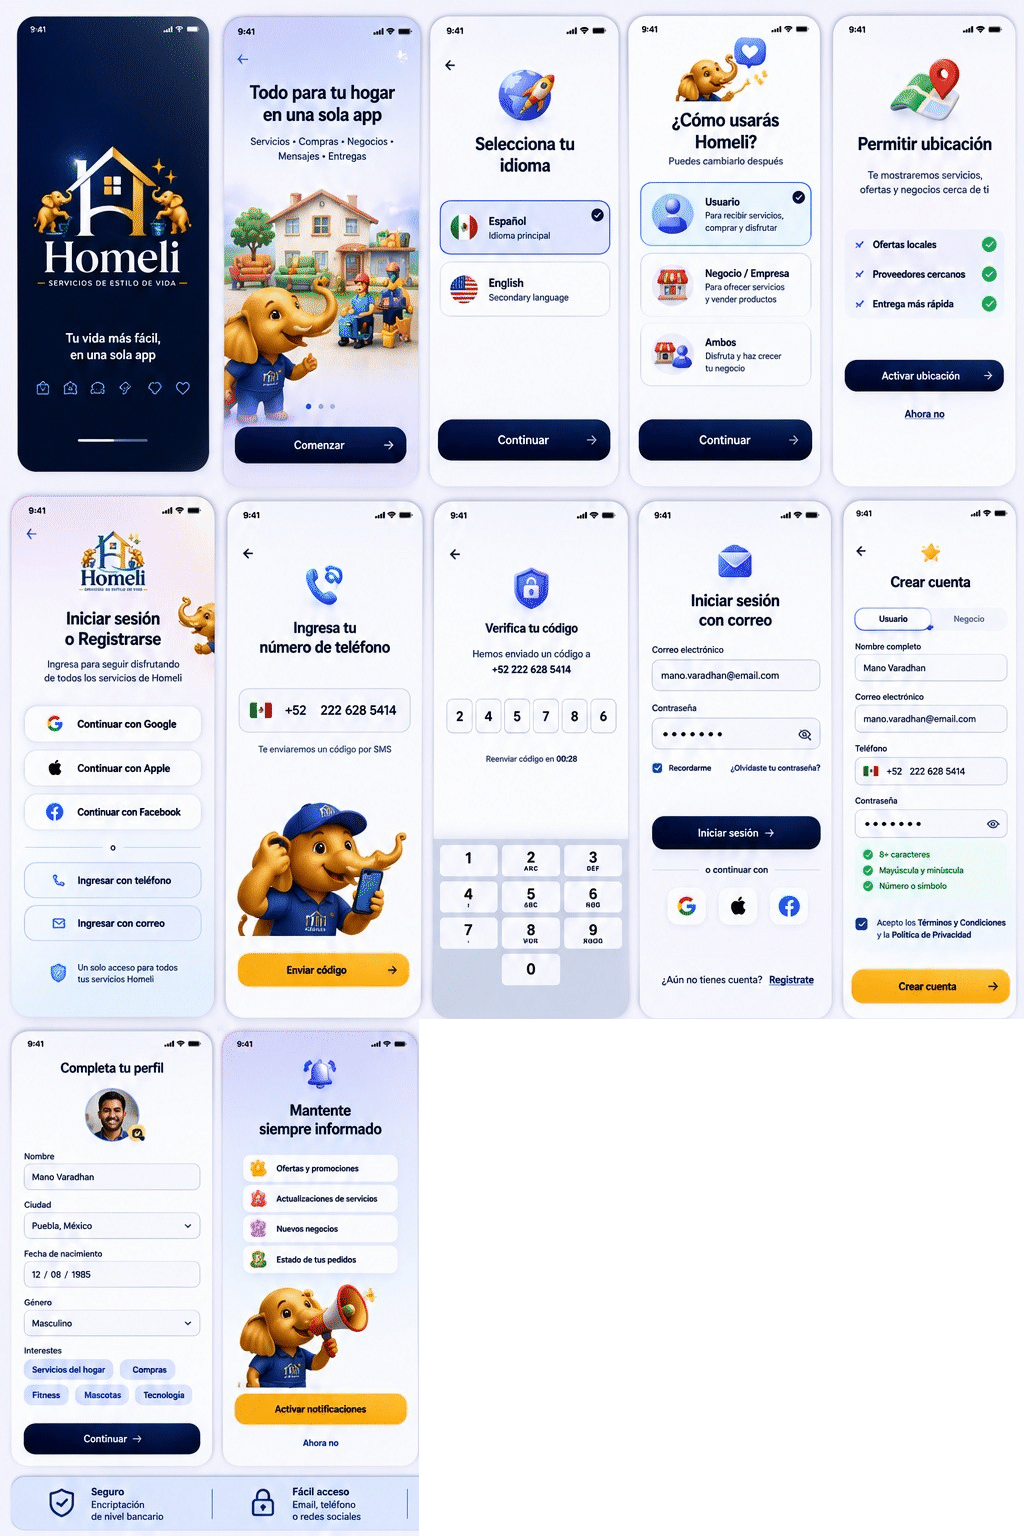 9:41
Homeli
SERVICIOS DE ESTILO DE VIDA
Tu vida más fácil,
en una sola app
9:41
Todo para tu hogar
en una sola app
Servicios • Compras • Negocios •
Mensajes • Entregas
Comenzar
9:41
Selecciona tu
idioma
Español
Idioma principal
English
Secondary language
Continuar
9:41
¿Cómo usarás
Homeli?
Puedes cambiarlo después
Usuario
Para recibir servicios,
comprar y disfrutar
Negocio / Empresa
Para ofrecer servicios
y vender productos
Ambos
Disfruta y haz crecer
tu negocio
Continuar
9:41
Permitir ubicación
Te mostraremos servicios,
ofertas y negocios cerca de ti
Ofertas locales
Proveedores cercanos
Entrega más rápida
Activar ubicación
Ahora no
9:41
Homeli
Iniciar sesión
o Registrarse
Ingresa para seguir disfrutando
de todos los servicios de Homeli
Continuar con Google
Continuar con Apple
Continuar con Facebook
o
Ingresar con teléfono
Ingresar con correo
Un solo acceso para todos
tus servicios Homeli
9:41
Ingresa tu
número de teléfono
+52 222 628 5414
Te enviaremos un código por SMS
Enviar código
9:41
Verifica tu código
Hemos enviado un código a
+52 222 628 5414
2 4 5 7 8 6
Reenviar código en 00:28
1 2 3
4 5 6
7 8 9
0
9:41
Iniciar sesión
con correo
Correo electrónico
mano.varadhan@email.com
Contraseña
Recordarme ¿Olvidaste tu contraseña?
Iniciar sesión
o continuar con
¿Aún no tienes cuenta? Registrate
9:41
Crear cuenta
Usuario Negocio
Nombre completo
Mano Varadhan
Correo electrónico
mano.varadhan@email.com
Teléfono
+52 222 628 5414
Contraseña
8+ caracteres
Mayúscula y minúscula
Número o símbolo
Acepto los Términos y Condiciones
y la Política de Privacidad
Crear cuenta
9:41
Completa tu perfil
Nombre
Mano Varadhan
Ciudad
Puebla, México
Fecha de nacimiento
12 / 08 / 1985
Género
Masculino
Interestes
Servicios del hogar Compras
Fitness Mascotas Tecnología
Continuar
9:41
Mantente
siempre informado
Ofertas y promociones
Actualizaciones de servicios
Nuevos negocios
Estado de tus pedidos
Activar notificaciones
Ahora no
Seguro
Encriptación
de nivel bancario
Fácil acceso
Email, teléfono
o redes sociales